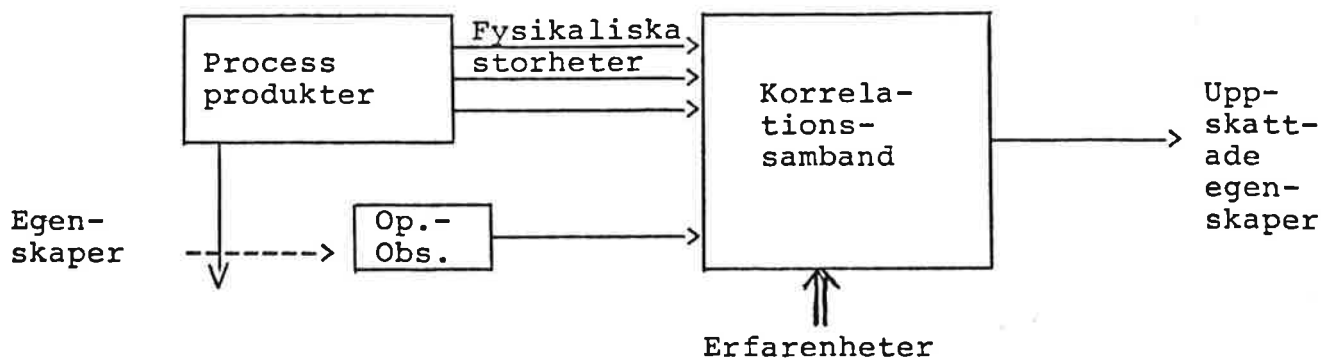 Process
produkter
Fysikaliska
storheter
Korrela-
tions-
samband
Upp-
skatt-
ade
egen-
skaper
Egen-
skaper
Op.-
Obs.
Erfarenheter